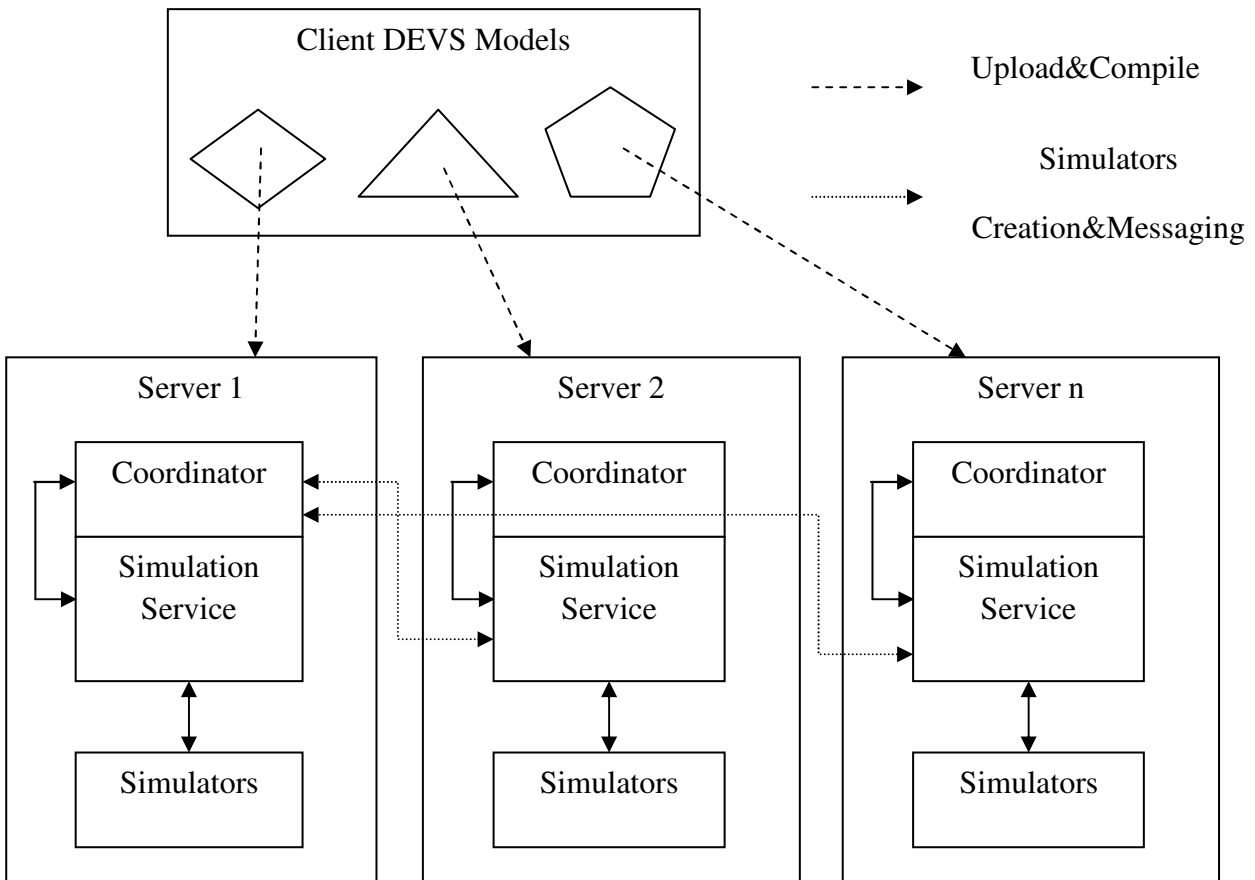 Client DEVS Models
Upload&Compile
Simulators
Creation&Messaging
Server 1
Server 2
Server n
Coordinator
Coordinator
Coordinator
Simulation
Service
Simulation
Service
Simulation
Service
Simulators
Simulators
Simulators